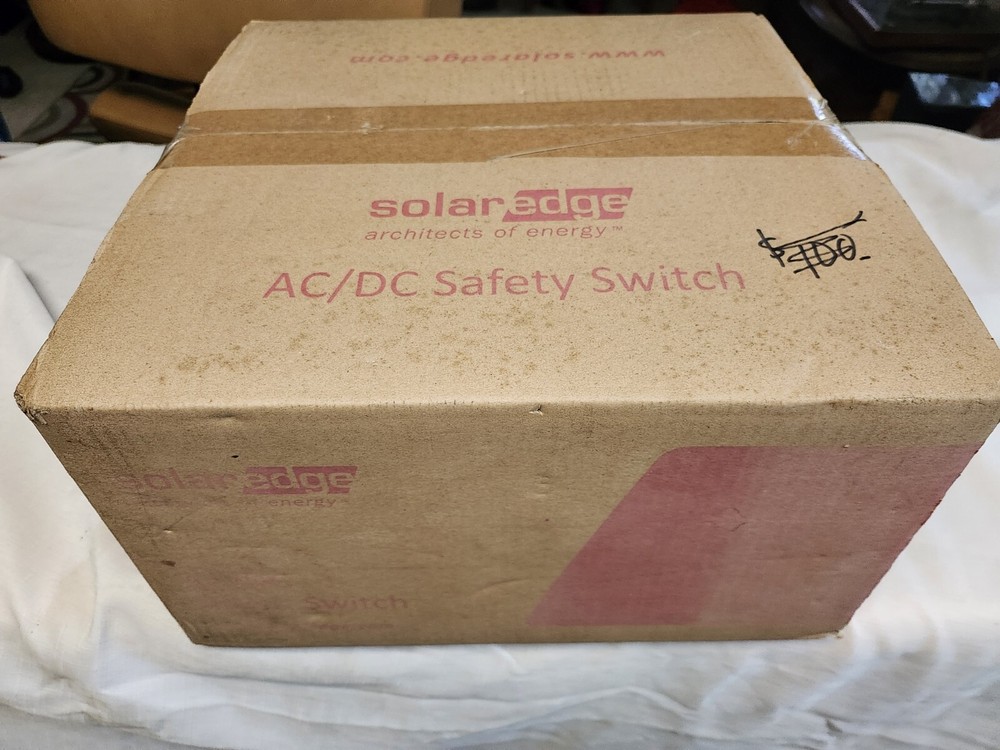 www.solaredge.com
solaredge
architects of energy™
AC/DC Safety Switch
solaredge
energy™
Switch